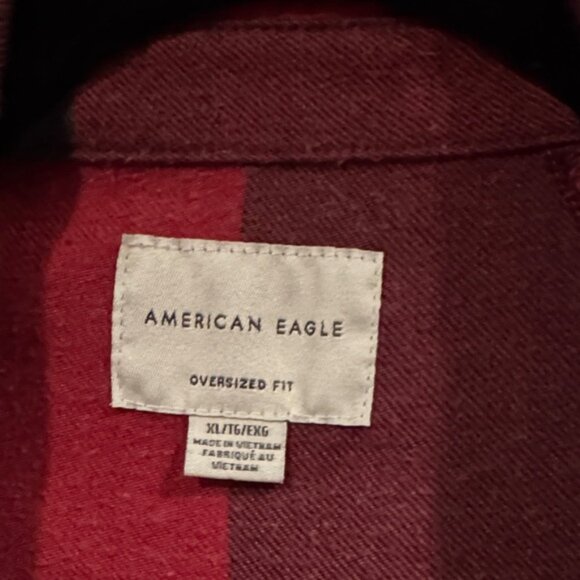 AMERICAN EAGLE
OVERSIZED FIT
XL/TG/EXG
MADE IN VIETNAM
FABRIQUÉ AU
VIETNAM